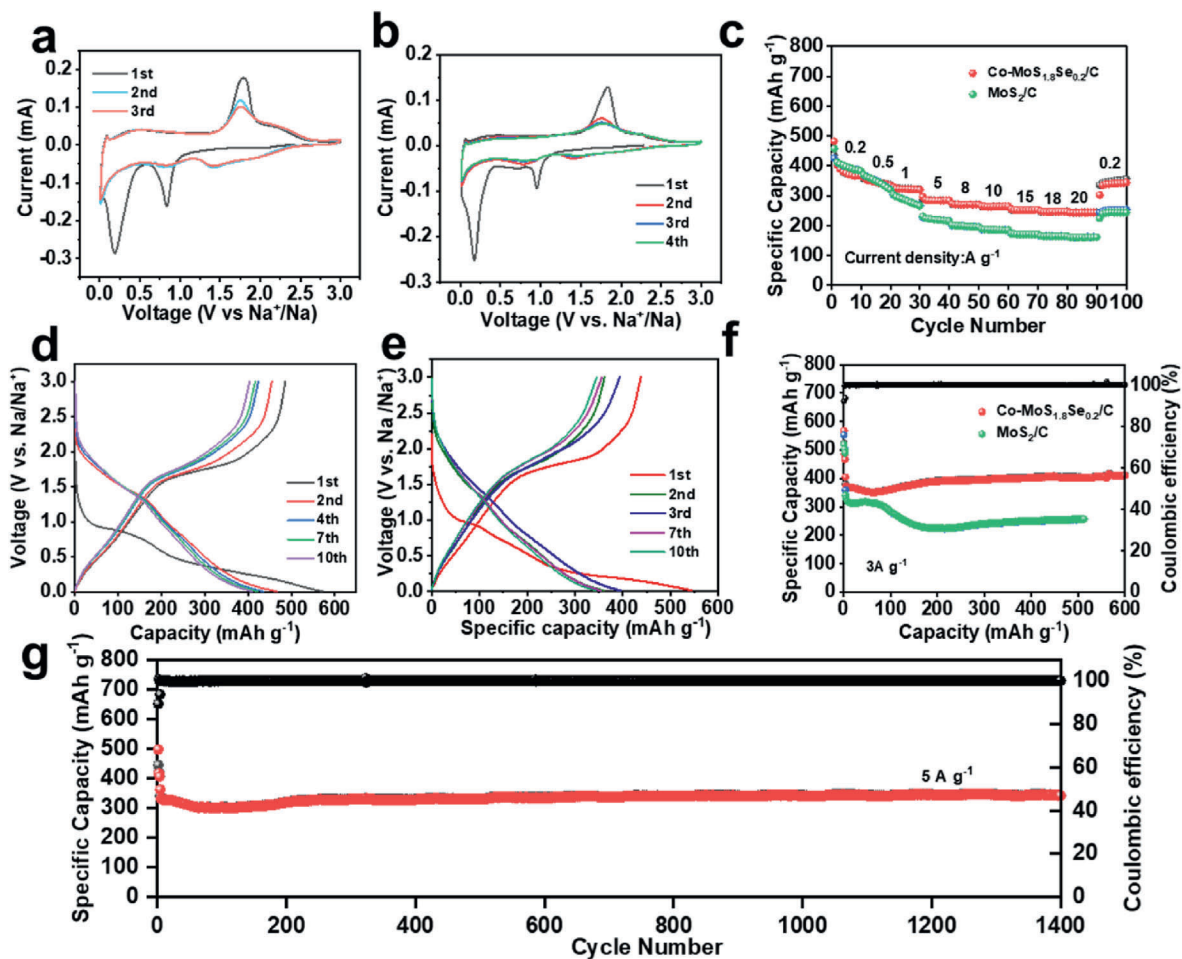 a
0.2
0.1
0.0
-0.1
-0.2
-0.3
Current (mA)
1st
2nd
3rd
0.0 0.5 1.0 1.5 2.0 2.5 3.0
Voltage (V vs Na⁺/Na)
b
0.2
0.1
0.0
-0.1
-0.2
-0.3
Current (mA)
1st
2nd
3rd
4th
0.0 0.5 1.0 1.5 2.0 2.5 3.0
Voltage (V vs. Na⁺/Na)
c
800
700
600
500
400
300
200
100
0
Specific Capacity (mAh g⁻¹)
Co-MoS₁.₈Se₀.₂/C
MoS₂/C
0.2 0.5 1 5 8 10 15 18 20 0.2
Current density:A g⁻¹
0 10 20 30 40 50 60 70 80 90 100
Cycle Number
d
3.0
2.5
2.0
1.5
1.0
0.5
0.0
Voltage (V vs. Na/Na⁺)
1st
2nd
4th
7th
10th
0 100 200 300 400 500 600
Capacity (mAh g⁻¹)
e
3.0
2.5
2.0
1.5
1.0
0.5
0.0
Voltage (V vs. Na /Na⁺)
1st
2nd
3rd
7th
10th
0 100 200 300 400 500 600
Specific capacity (mAh g⁻¹)
f
800
700
600
500
400
300
200
100
0
Specific Capacity (mAh g⁻¹)
Co-MoS₁.₈Se₀.₂/C
MoS₂/C
3A g⁻¹
100
80
60
40
20
0
Coulombic efficiency (%)
0 100 200 300 400 500 600
Capacity (mAh g⁻¹)
g
800
700
600
500
400
300
200
100
0
Specific Capacity (mAh g⁻¹)
5 A g⁻¹
100
80
60
40
20
0
Coulombic efficiency (%)
0 200 400 600 800 1000 1200 1400
Cycle Number